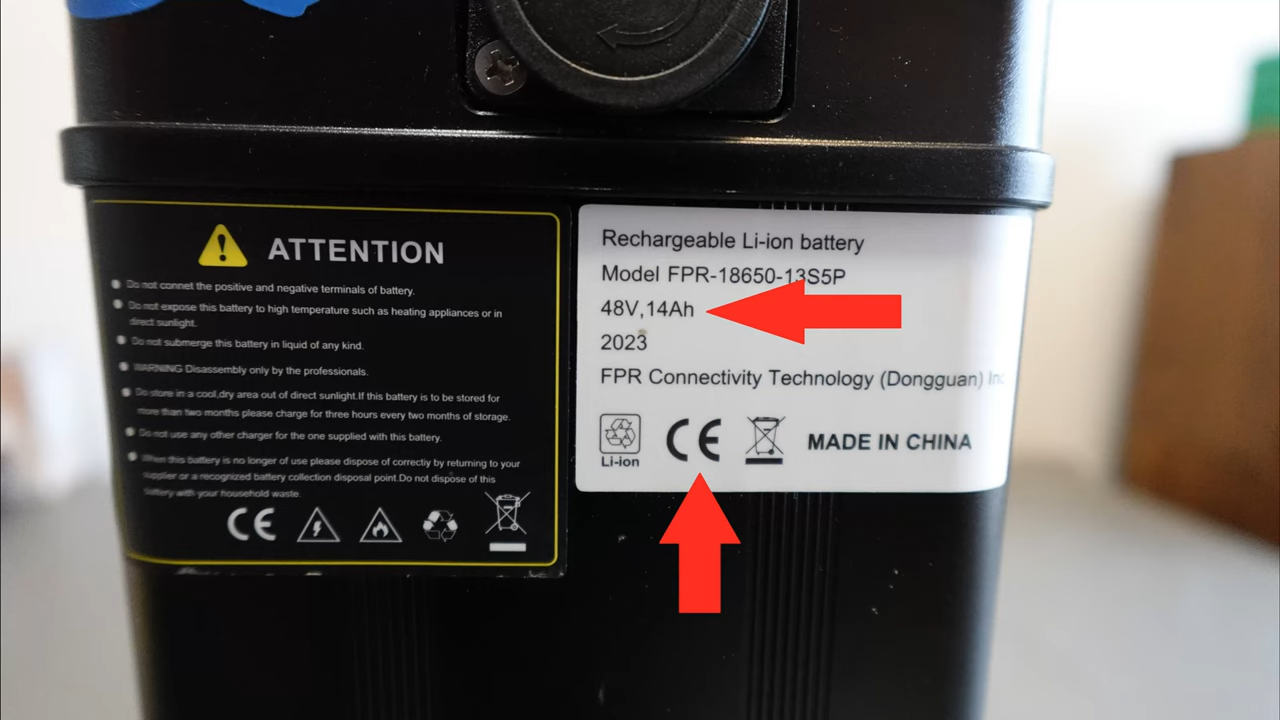 ATTENTION
Do not connet the positive and negative terminals of battery.
Do not expose this battery to high temperature such as heating appliances or in
direct sunlight.
Do not submerge this battery in liquid of any kind.
WARNING Disassembly only by the professionals.
Do store in a cool,dry area out of direct sunlight.If this battery is to be stored for
more than two months please charge for three hours every two months of storage.
Do not use any other charger for the one supplied with this battery.
When this battery is no longer of use please dispose of correctly by returning to your
supplier or a recognized battery collection disposal point.Do not dispose of this
battery with your household waste.
CE
Rechargeable Li-ion battery
Model FPR-18650-13S5P
48V,14Ah
2023
FPR Connectivity Technology (Dongguan) Inc
Li-ion
CE
MADE IN CHINA